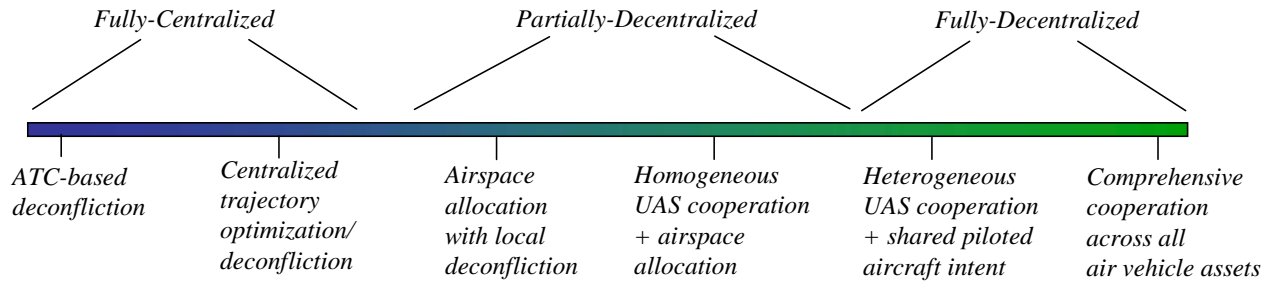 Fully-Centralized
Partially-Decentralized
Fully-Decentralized
ATC-based
deconfliction
Centralized
trajectory
optimization/
deconfliction
Airspace
allocation
with local
deconfliction
Homogeneous
UAS cooperation
+ airspace
allocation
Heterogeneous
UAS cooperation
+ shared piloted
aircraft intent
Comprehensive
cooperation
across all
air vehicle assets